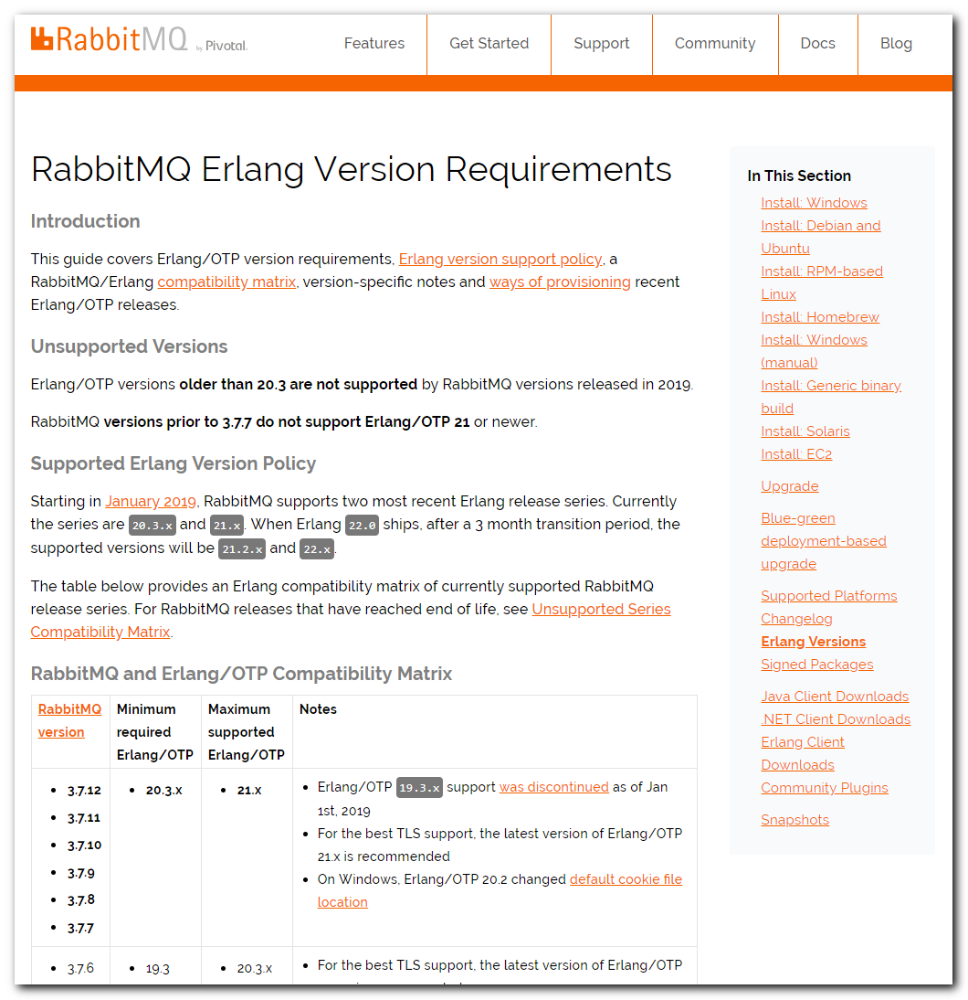 RabbitMQ by Pivotal.
Features
Get Started
Support
Community
Docs
Blog
RabbitMQ Erlang Version Requirements
Introduction
This guide covers Erlang/OTP version requirements, Erlang version support policy, a
RabbitMQ/Erlang compatibility matrix, version-specific notes and ways of provisioning recent
Erlang/OTP releases.
Unsupported Versions
Erlang/OTP versions older than 20.3 are not supported by RabbitMQ versions released in 2019.
RabbitMQ versions prior to 3.7.7 do not support Erlang/OTP 21 or newer.
Supported Erlang Version Policy
Starting in January 2019, RabbitMQ supports two most recent Erlang release series. Currently
the series are 20.3.x and 21.x. When Erlang 22.0 ships, after a 3 month transition period, the
supported versions will be 21.2.x and 22.x.
The table below provides an Erlang compatibility matrix of currently supported RabbitMQ
release series. For RabbitMQ releases that have reached end of life, see Unsupported Series
Compatibility Matrix.
RabbitMQ and Erlang/OTP Compatibility Matrix
RabbitMQ
version
Minimum
required
Erlang/OTP
Maximum
supported
Erlang/OTP
Notes
• 3.7.12
• 3.7.11
• 3.7.10
• 3.7.9
• 3.7.8
• 3.7.7
• 20.3.x
• 21.x
• Erlang/OTP 19.3.x support was discontinued as of Jan
1st, 2019
• For the best TLS support, the latest version of Erlang/OTP
21.x is recommended
• On Windows, Erlang/OTP 20.2 changed default cookie file
location
• 3.7.6
• 19.3
• 20.3.x
• For the best TLS support, the latest version of Erlang/OTP
In This Section
Install: Windows
Install: Debian and
Ubuntu
Install: RPM-based
Linux
Install: Homebrew
Install: Windows
(manual)
Install: Generic binary
build
Install: Solaris
Install: EC2
Upgrade
Blue-green
deployment-based
upgrade
Supported Platforms
Changelog
Erlang Versions
Signed Packages
Java Client Downloads
.NET Client Downloads
Erlang Client
Downloads
Community Plugins
Snapshots